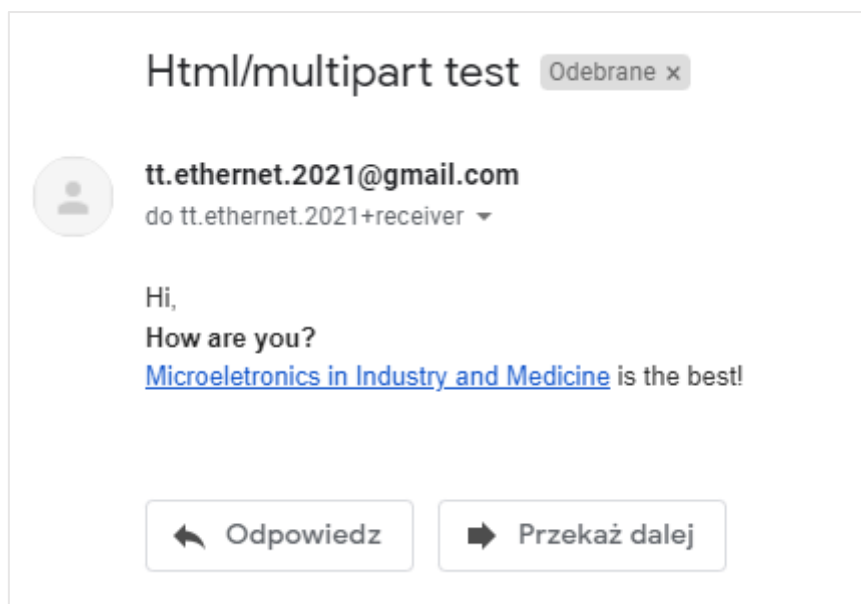 Html/multipart test Odebrane ×
tt.ethernet.2021@gmail.com
do tt.ethernet.2021+receiver
Hi,
How are you?
Microeletronics in Industry and Medicine is the best!
Odpowiedz Przekaż dalej